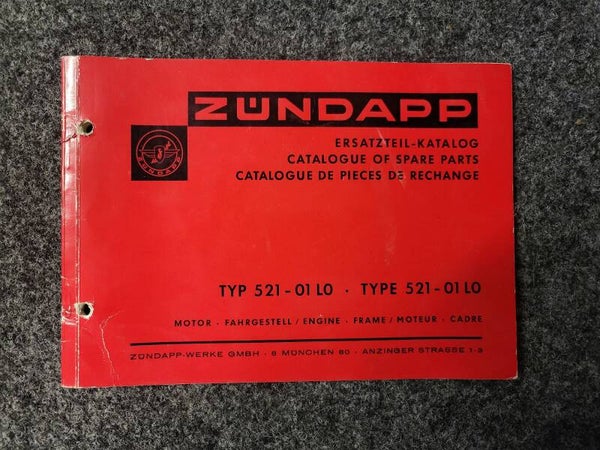 ZÜNDAPP
ZÜNDAPP
ERSATZTEIL-KATALOG
CATALOGUE OF SPARE PARTS
CATALOGUE DE PIECES DE RECHANGE
TYP 521-01 LO · TYPE 521-01 LO
MOTOR · FAHRGESTELL / ENGINE · FRAME / MOTEUR · CADRE
ZÜNDAPP-WERKE GMBH · 8 MÜNCHEN 80 · ANZINGER STRASSE 1-3